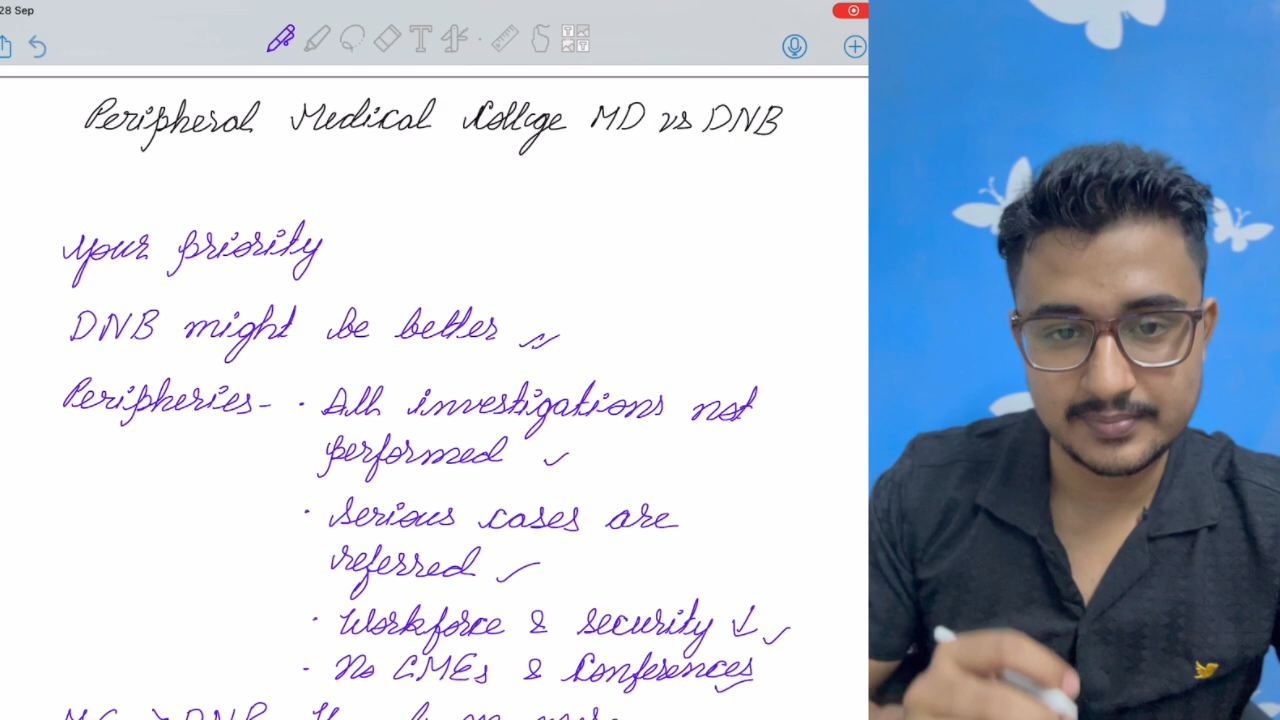 28 Sep
Peripheral Medical College MD vs DNB
your priority
DNB might be better
Peripheries - · All investigations not
performed
· serious cases are
referred
· workforce & security ↓
· No CMEs & Conferences